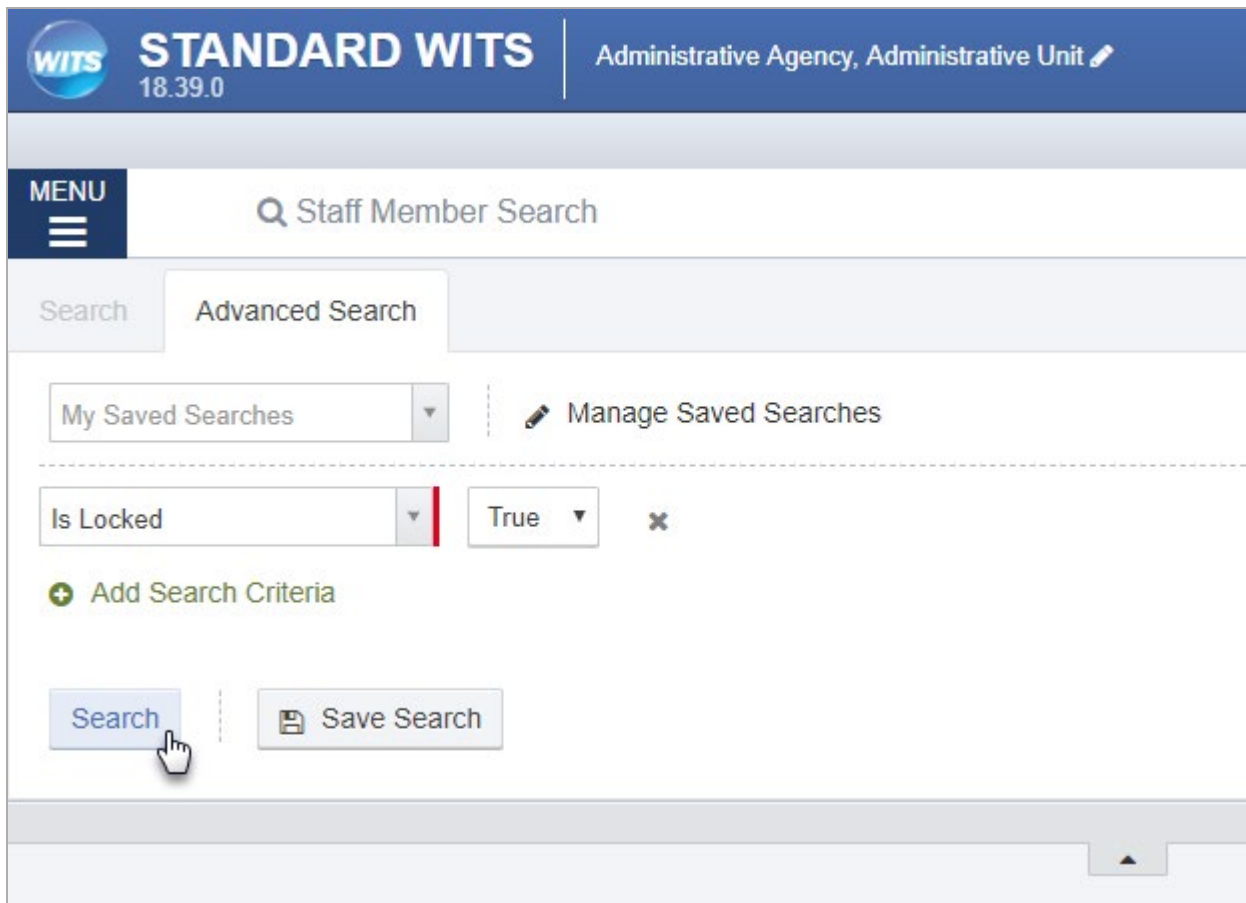 WITS
STANDARD WITS
18.39.0
Administrative Agency, Administrative Unit
MENU
Staff Member Search
Search
Advanced Search
My Saved Searches
Manage Saved Searches
Is Locked
True
Add Search Criteria
Search
Save Search